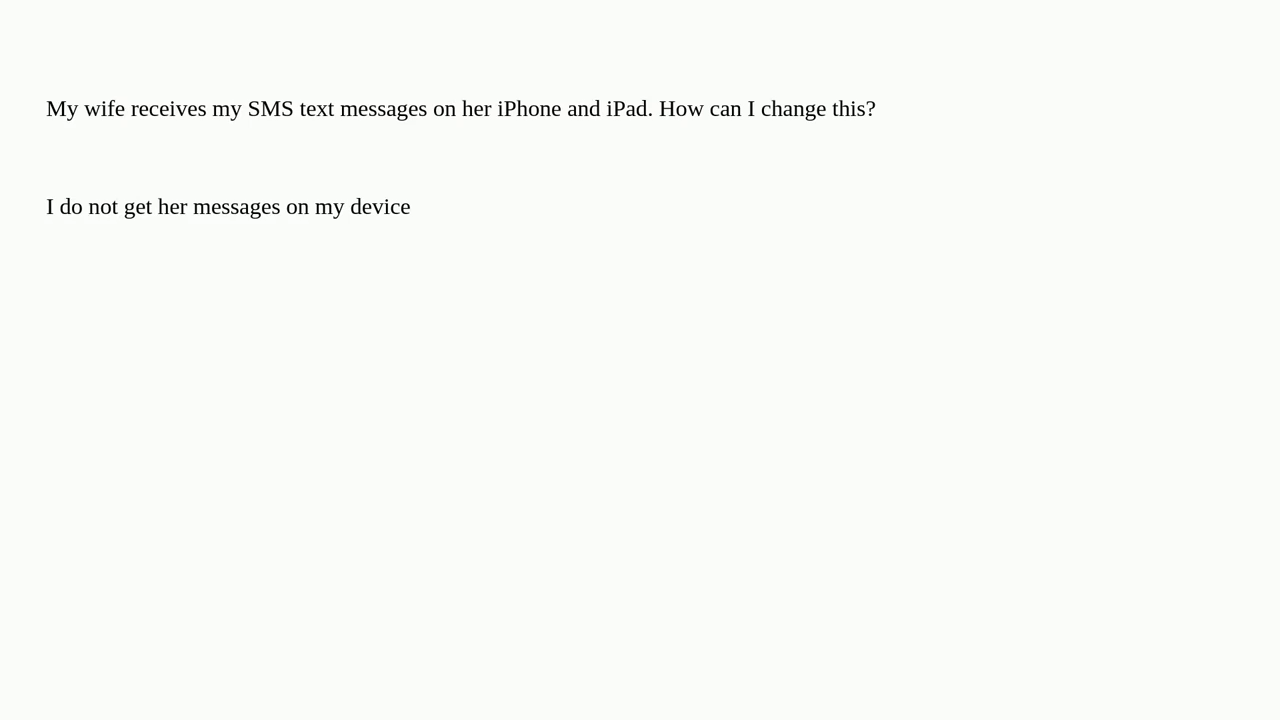 My wife receives my SMS text messages on her iPhone and iPad. How can I change this?
I do not get her messages on my device